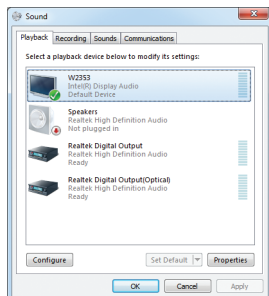 Sound
Playback Recording Sounds Communications
Select a playback device below to modify its settings:
W2353
Intel(R) Display Audio
Default Device
Speakers
Realtek High Definition Audio
Not plugged in
Realtek Digital Output
Realtek High Definition Audio
Ready
Realtek Digital Output(Optical)
Realtek High Definition Audio
Ready
Configure Set Default Properties
OK Cancel Apply